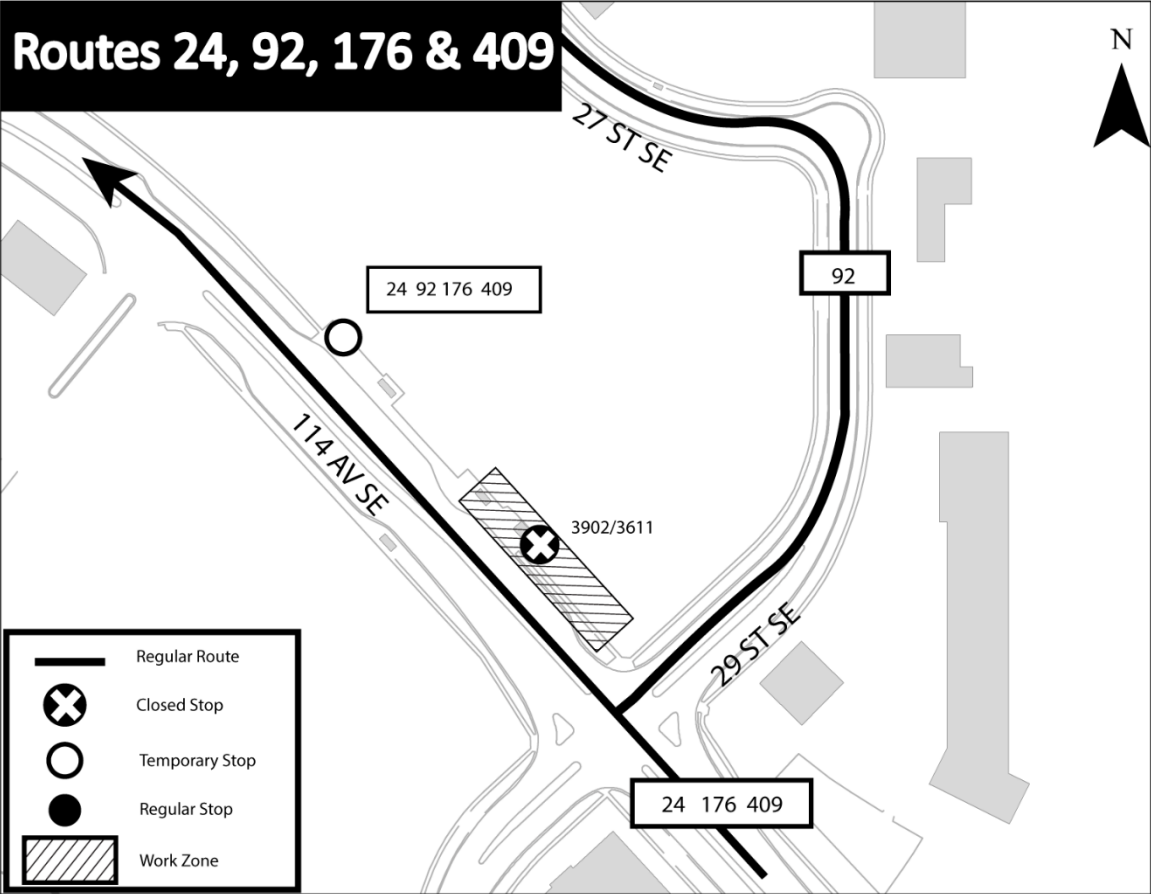 Routes 24, 92, 176 & 409
N
27 ST SE
92
24 92 176 409
114 AV SE
3902/3611
29 ST SE
24 176 409
Regular Route
Closed Stop
Temporary Stop
Regular Stop
Work Zone